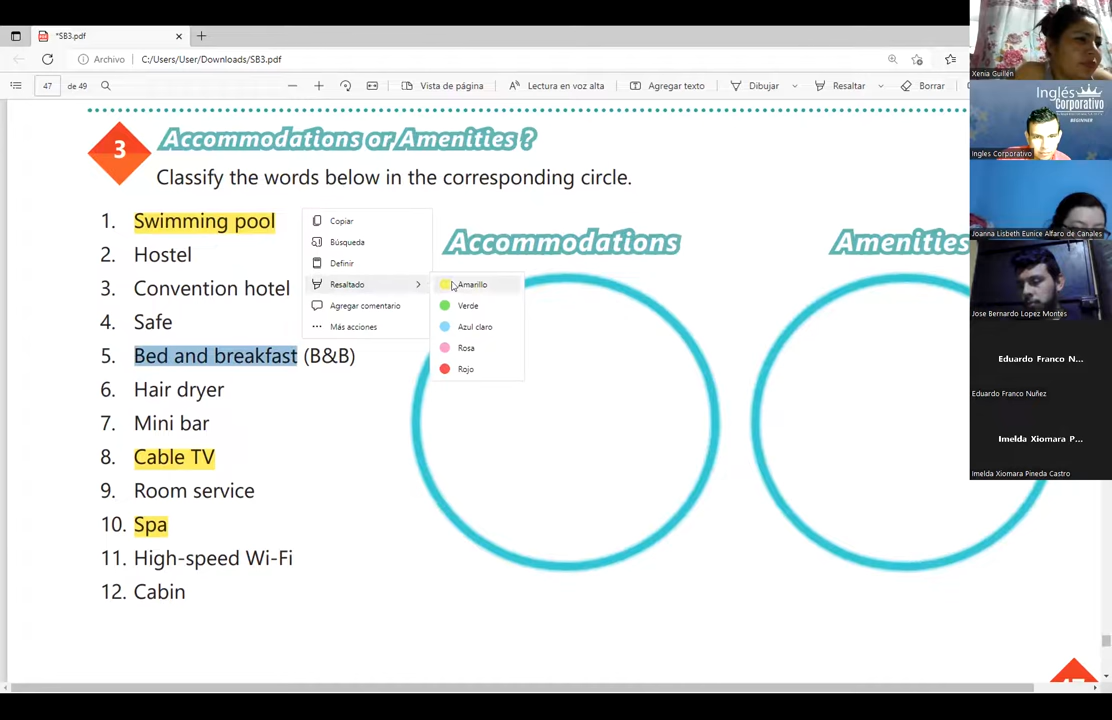 *SB3.pdf
Archivo
C:/Users/User/Downloads/SB3.pdf
47
de 49
Vista de página
Lectura en voz alta
Agregar texto
Dibujar
Resaltar
Borrar
3
Accommodations or Amenities ?
Classify the words below in the corresponding circle.
1. Swimming pool
2. Hostel
3. Convention hotel
4. Safe
5. Bed and breakfast (B&B)
6. Hair dryer
7. Mini bar
8. Cable TV
9. Room service
10. Spa
11. High-speed Wi-Fi
12. Cabin
Copiar
Búsqueda
Definir
Resaltado
Agregar comentario
Más acciones
Amarillo
Verde
Azul claro
Rosa
Rojo
Accommodations
Amenities
Xenia Guillén
Inglés
Corporativo
BEGINNER
Ingles Corporativo
Joanna Lisbeth Eunice Alfaro de Canales
Jose Bernardo Lopez Montes
Eduardo Franco N...
Eduardo Franco Nuñez
Imelda Xiomara P...
Imelda Xiomara Pineda Castro